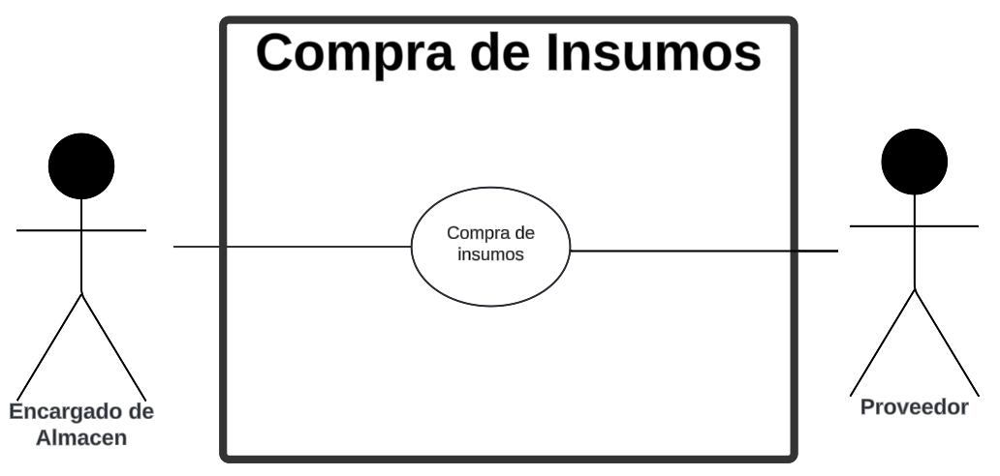 Compra de Insumos
Compra de
insumos
Encargado de
Almacen
Proveedor